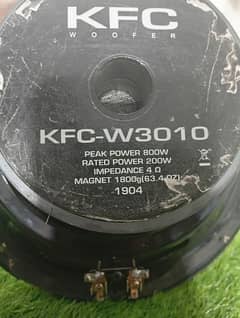 KFC
WOOFER
KFC-W3010
PEAK POWER 800W
RATED POWER 200W
IMPEDANCE 4 Ω
MAGNET 1800g(63.4 OZ)
1904